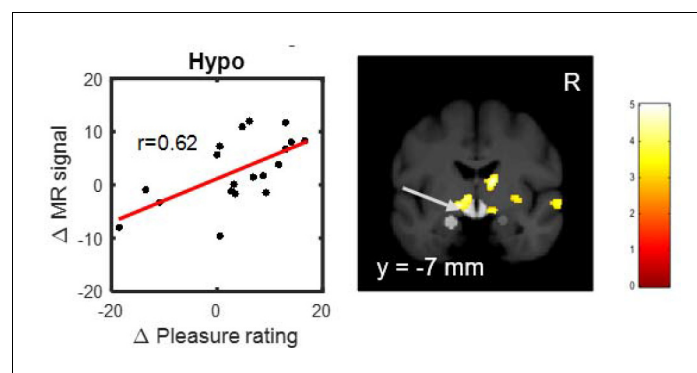 Hypo
20
10
0
-10
-20
-20
0
20
r=0.62
Δ MR signal
Δ Pleasure rating
R
y = -7 mm
5
4
3
2
1
0